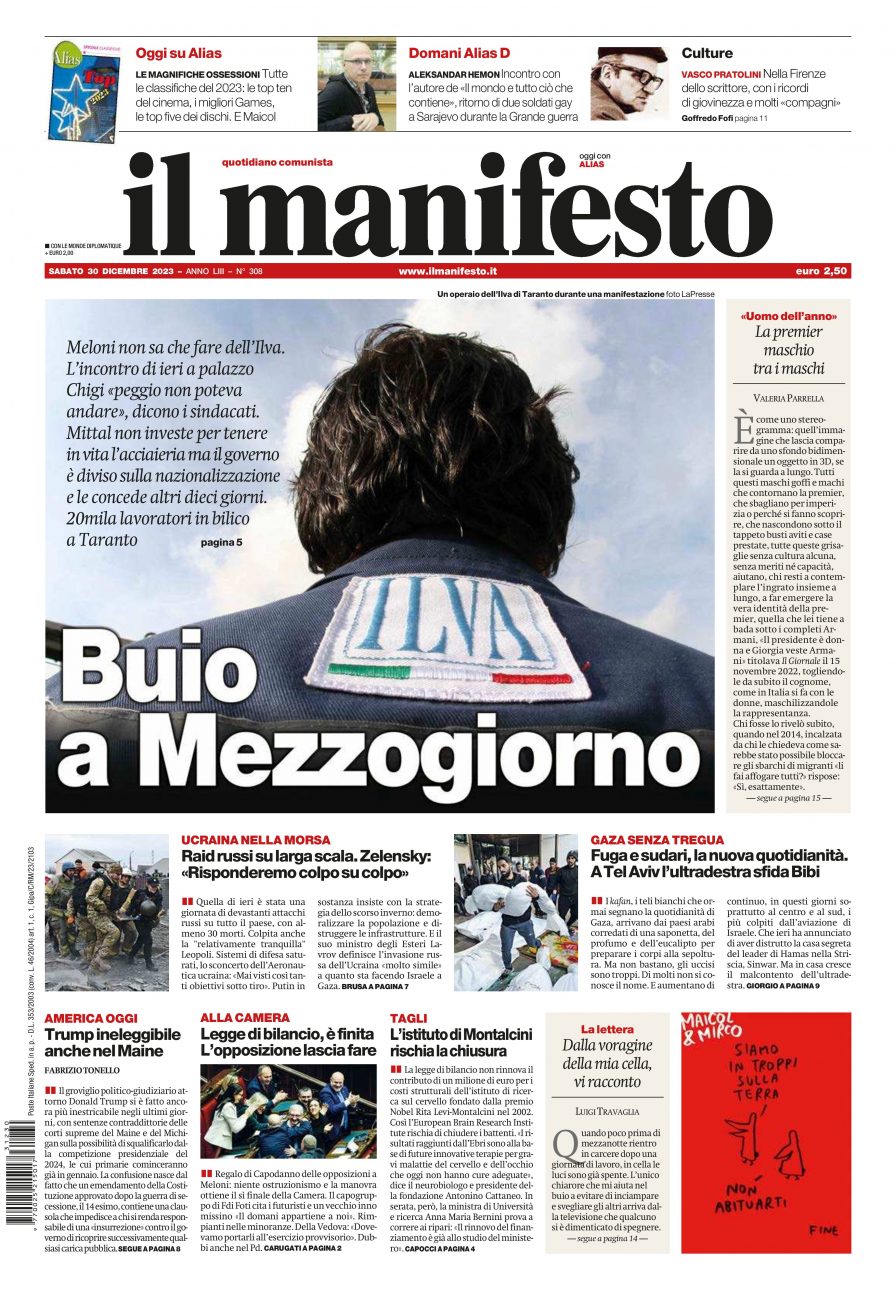 Alias
SPECIALE CLASSIFICHE
Top
2023
Oggi su Alias
LE MAGNIFICHE OSSESSIONI Tutte
le classifiche del 2023: le top ten
del cinema, i migliori Games,
le top five dei dischi. E Maicol
Domani Alias D
ALEKSANDAR HEMON Incontro con
l'autore de «Il mondo e tutto ciò che
contiene», ritorno di due soldati gay
a Sarajevo durante la Grande guerra
Culture
VASCO PRATOLINI Nella Firenze
dello scrittore, con i ricordi
di giovinezza e molti «compagni»
Goffredo Fofi pagina 11
quotidiano comunista
oggi con
ALIAS
il manifesto
■ CON LE MONDE DIPLOMATIQUE
+ EURO 2,00
SABATO 30 DICEMBRE 2023 – ANNO LIII – N° 308
www.ilmanifesto.it
euro 2,50
Un operaio dell'Ilva di Taranto durante una manifestazione foto LaPresse
Meloni non sa che fare dell'Ilva.
L'incontro di ieri a palazzo
Chigi «peggio non poteva
andare», dicono i sindacati.
Mittal non investe per tenere
in vita l'acciaieria ma il governo
è diviso sulla nazionalizzazione
e le concede altri dieci giorni.
20mila lavoratori in bilico
a Taranto pagina 5
ILVA
Buio
a Mezzogiorno
«Uomo dell'anno»
La premier
maschio
tra i maschi
VALERIA PARRELLA
È come uno stereo-
gramma: quell'imma-
gine che lascia compa-
rire da uno sfondo bidimen-
sionale un oggetto in 3D, se
la si guarda a lungo. Tutti
questi maschi goffi e machi
che contornano la premier,
che sbagliano per imperi-
zia o perché si fanno scopri-
re, che nascondono sotto il
tappeto busti aviti e case
prestate, tutte queste grisa-
glie senza cultura alcuna,
senza meriti né capacità,
aiutano, chi resti a contem-
plare l'ingrato insieme a
lungo, a far emergere la
vera identità della pre-
mier, quella che lei tiene a
bada sotto i completi Ar-
mani, «Il presidente è don-
na e Giorgia veste Arma-
ni» titolava Il Giornale il 15
novembre 2022, togliendo-
le da subito il cognome,
come in Italia si fa con le
donne, maschilizzandole
la rappresentanza.
Chi fosse lo rivelò subito,
quando nel 2014, incalzata
da chi le chiedeva come sa-
rebbe stato possibile blocca-
re gli sbarchi di migranti «li
fai affogare tutti?» rispose:
«Sì, esattamente».
— segue a pagina 15 —
UCRAINA NELLA MORSA
Raid russi su larga scala. Zelensky:
«Risponderemo colpo su colpo»
Quella di ieri è stata una
giornata di devastanti attacchi
russi su tutto il paese, con al-
meno 30 morti. Colpita anche
la "relativamente tranquilla"
Leopoli. Sistemi di difesa satu-
rati, lo sconcerto dell'Aeronau-
tica ucraina: «Mai visti così tan-
ti obiettivi sotto tiro». Putin in
sostanza insiste con la strate-
gia dello scorso inverno: demo-
ralizzare la popolazione e di-
struggere le infrastrutture. E il
suo ministro degli Esteri La-
vrov definisce l'invasione rus-
sa dell'Ucraina «molto simile»
a quanto sta facendo Israele a
Gaza. BRUSA A PAGINA 7
GAZA SENZA TREGUA
Fuga e sudari, la nuova quotidianità.
A Tel Aviv l'ultradestra sfida Bibi
I kafan, i teli bianchi che or-
mai segnano la quotidianità di
Gaza, arrivano dai paesi arabi
corredati di una saponetta, del
profumo e dell'eucalipto per
preparare i corpi alla sepoltu-
ra. Ma non bastano, gli uccisi
sono troppi. Di molti non si co-
nosce il nome. E aumentano di
continuo, in questi giorni so-
prattutto al centro e al sud, i
più colpiti dall'aviazione di
Israele. Che ieri ha annunciato
di aver distrutto la casa segreta
del leader di Hamas nella Stri-
scia, Sinwar. Ma in casa cresce
il malcontento dell'ultrade-
stra. GIORGIO A PAGINA 9
AMERICA OGGI
Trump ineleggibile
anche nel Maine
FABRIZIO TONELLO
Il groviglio politico-giudiziario at-
torno Donald Trump si è fatto anco-
ra più inestricabile negli ultimi gior-
ni, con sentenze contraddittorie delle
corti supreme del Maine e del Michi-
gan sulla possibilità di squalificarlo dal-
la competizione presidenziale del
2024, le cui primarie cominceranno
già in gennaio. La confusione nasce dal
fatto che un emendamento della Costi-
tuzione approvato dopo la guerra di se-
cessione, il 14 esimo, contiene una clau-
sola che impedisce a chi si renda respon-
sabile di una «insurrezione» contro il go-
verno di ricoprire successivamente qual-
siasi carica pubblica. SEGUE A PAGINA 8
ALLA CAMERA
Legge di bilancio, è finita
L'opposizione lascia fare
Regalo di Capodanno delle opposizioni a
Meloni: niente ostruzionismo e la manovra
ottiene il sì finale della Camera. Il capogrup-
po di Fdi Foti cita i futuristi e un vecchio inno
missino «Il domani appartiene a noi». Rim-
pianti nelle minoranze. Della Vedova: «Dove-
vamo portarli all'esercizio provvisorio». Dub-
bi anche nel Pd. CARUGATI A PAGINA 2
TAGLI
L'istituto di Montalcini
rischia la chiusura
La legge di bilancio non rinnova il
contributo di un milione di euro per i
costi strutturali dell'istituto di ricer-
ca sul cervello fondato dalla premio
Nobel Rita Levi-Montalcini nel 2002.
Così l'European Brain Research Insti-
tute rischia di chiudere i battenti. «I ri-
sultati raggiunti dall'Ebri sono alla ba-
se di future innovative terapie per gra-
vi malattie del cervello e dell'occhio
che oggi non hanno cure adeguate»,
dice il neurobiologo e presidente del-
la fondazione Antonino Cattaneo. In
serata, però, la ministra di Università
e ricerca Anna Maria Bernini prova a
correre ai ripari: «Il rinnovo del finan-
ziamento è già allo studio del ministe-
ro». CAPOCCI A PAGINA 4
La lettera
Dalla voragine
della mia cella,
vi racconto
LUIGI TRAVAGLIA
Quando poco prima di
mezzanotte rientro
in carcere dopo una
giornata di lavoro, in cella le
luci sono già spente. L'unico
chiarore che mi aiuta nel
buio a evitare di inciampare
e svegliare gli altri arriva dal-
la televisione che qualcuno
si è dimenticato di spegnere.
— segue a pagina 14 —
MAICOL
& MIRCO
SIAMO
IN TROPPI
SULLA
TERRA
NON
ABITUARTI
FINE
Poste Italiane Sped. in a. p. - D.L. 353/2003 (conv. L. 46/2004) art. 1, c. 1, Gipa/C/RM/23/2103
31230
9 770025 215017